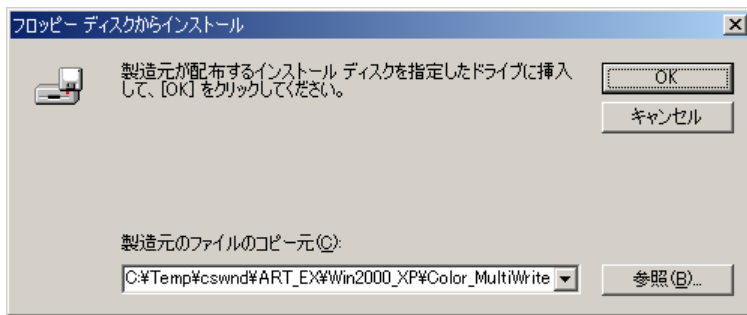 フロッピー ディスクからインストール
製造元が配布するインストール ディスクを指定したドライブに挿入
して、[OK] をクリックしてください。
OK
キャンセル
製造元のファイルのコピー元(C):
C:¥Temp¥cswnd¥ART_EX¥Win2000_XP¥Color_MultiWrite
参照(B)...